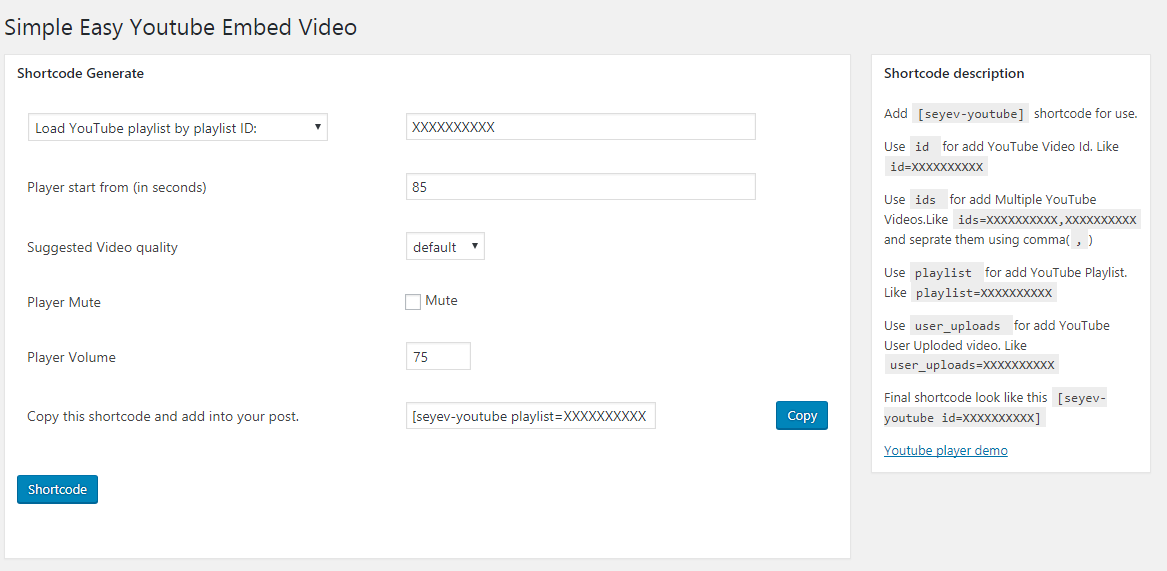 Simple Easy Youtube Embed Video
Shortcode Generate
Load YouTube playlist by playlist ID:
XXXXXXXXXX
Player start from (in seconds)
85
Suggested Video quality
default
Player Mute
Mute
Player Volume
75
Copy this shortcode and add into your post.
[seyev-youtube playlist=XXXXXXXXXX
Copy
Shortcode
Shortcode description
Add [seyev-youtube] shortcode for use.
Use id for add YouTube Video Id. Like
id=XXXXXXXXXX
Use ids for add Multiple YouTube
Videos.Like ids=XXXXXXXXXX,XXXXXXXXXX
and seprate them using comma( , )
Use playlist for add YouTube Playlist.
Like playlist=XXXXXXXXXX
Use user_uploads for add YouTube
User Uploded video. Like
user_uploads=XXXXXXXXXX
Final shortcode look like this [seyev-
youtube id=XXXXXXXXXX]
Youtube player demo